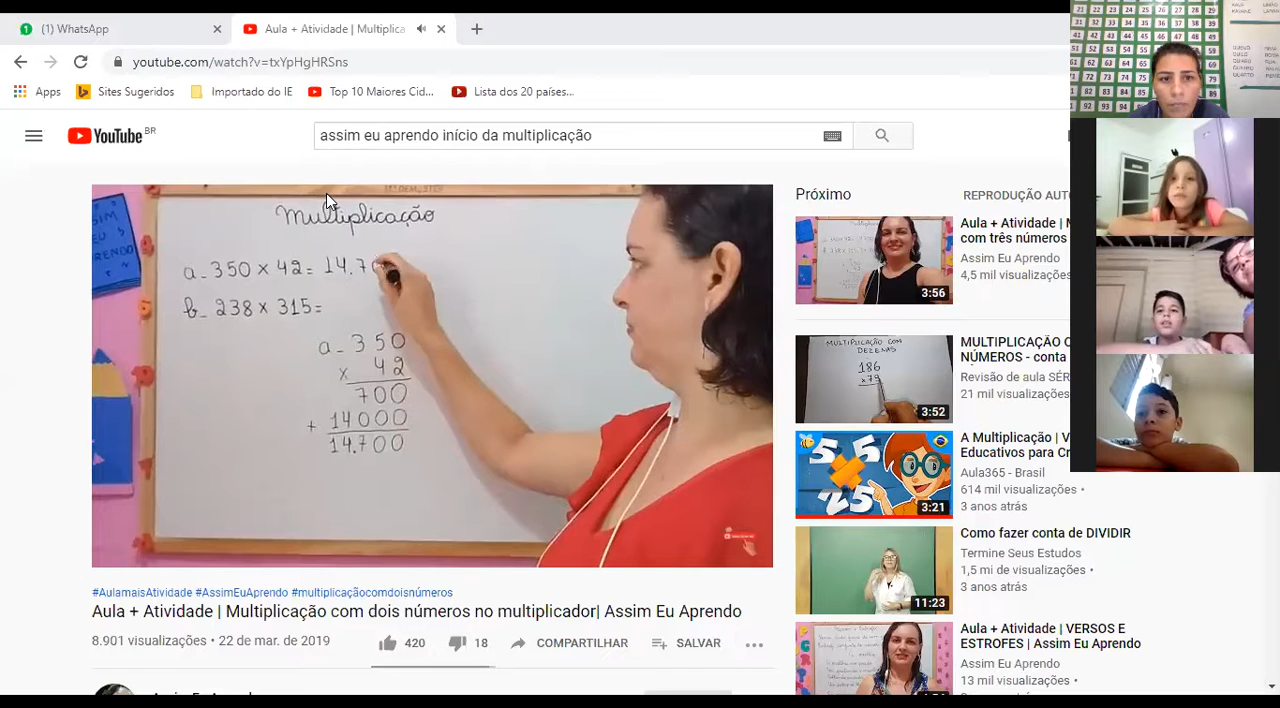 (1) WhatsApp
Aula + Atividade | Multiplica
youtube.com/watch?v=txYpHgHRSns
Apps
Sites Sugeridos
Importado do IE
Top 10 Maiores Cid...
Lista dos 20 países...
YouTube BR
assim eu aprendo início da multiplicação
Multiplicação
a_ 350 × 42 = 14.7
b_ 238 × 315 =
a_ 350
x 42
700
+ 14000
14.700
#AulamaisAtividade #AssimEuAprendo #multiplicaçãocomdoisnúmeros
Aula + Atividade | Multiplicação com dois números no multiplicador| Assim Eu Aprendo
8.901 visualizações • 22 de mar. de 2019
420
18
COMPARTILHAR
SALVAR
Próximo
REPRODUÇÃO AUTO
Aula + Atividade |
com três números
Assim Eu Aprendo
4,5 mil visualizações
3:56
MULTIPLICAÇÃO COM
DEZENAS
186
3:52
MULTIPLICAÇÃO
NÚMEROS - conta
Revisão de aula SÉR
21 mil visualizações •
5 5
25
3:21
A Multiplicação | V
Educativos para Cr
Aula365 - Brasil
614 mil visualizações •
3 anos atrás
11:23
Como fazer conta de DIVIDIR
Termine Seus Estudos
1,5 mi de visualizações •
3 anos atrás
Aula + Atividade | VERSOS E
ESTROFES | Assim Eu Aprendo
Assim Eu Aprendo
13 mil visualizações •